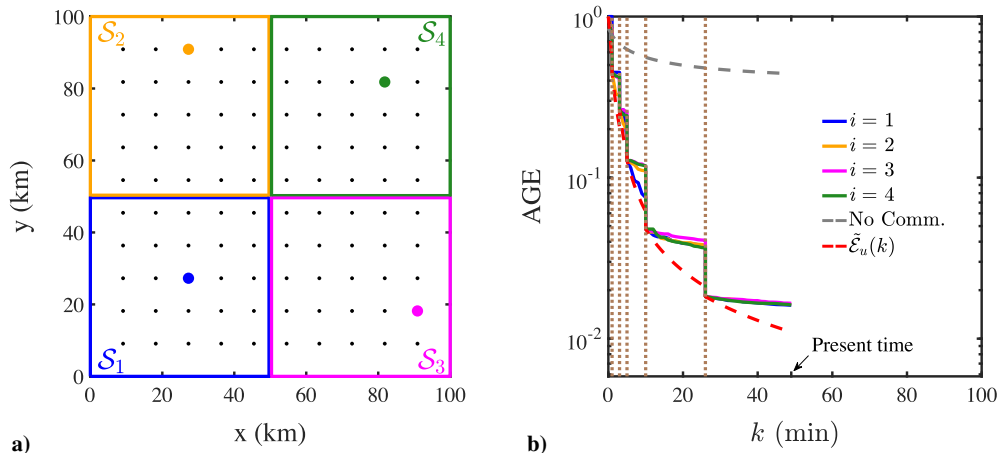 100
80
60
40
20
0
y (km)
S₂
S₄
S₁
S₃
0 20 40 60 80 100
x (km)
a)
10⁰
10⁻¹
10⁻²
AGE
i = 1
i = 2
i = 3
i = 4
No Comm.
Ẽᵤ(k)
Present time
0 20 40 60 80 100
k (min)
b)